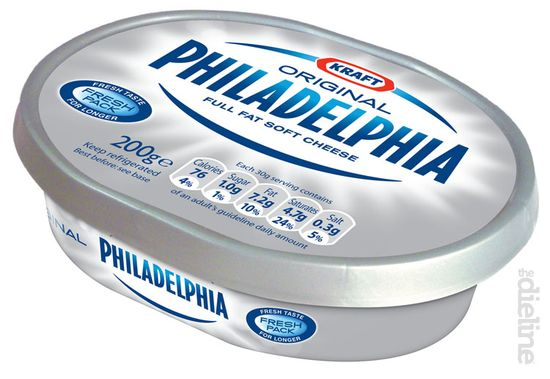 KRAFT
ORIGINAL
PHILADELPHIA
FULL FAT SOFT CHEESE
FRESH TASTE
FRESH PACK
FOR LONGER
200g℮
Keep refrigerated
Best before: see base
Each 30g serving contains
Calories 76 4%
Sugar 1.0g 1%
Fat 7.2g 10%
Saturates 4.7g 24%
Salt 0.3g 5%
of an adult's guideline daily amount
GINAL
PHILADELPHIA
FRESH TASTE
FRESH PACK
FOR LONGER
the dieline